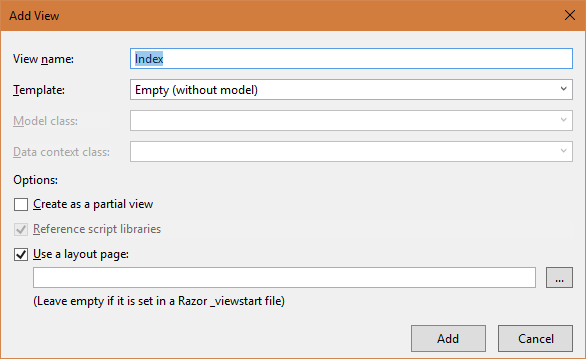 Add View
View name: Index
Template: Empty (without model)
Model class:
Data context class:
Options:
Create as a partial view
Reference script libraries
Use a layout page:
...
(Leave empty if it is set in a Razor _viewstart file)
Add Cancel